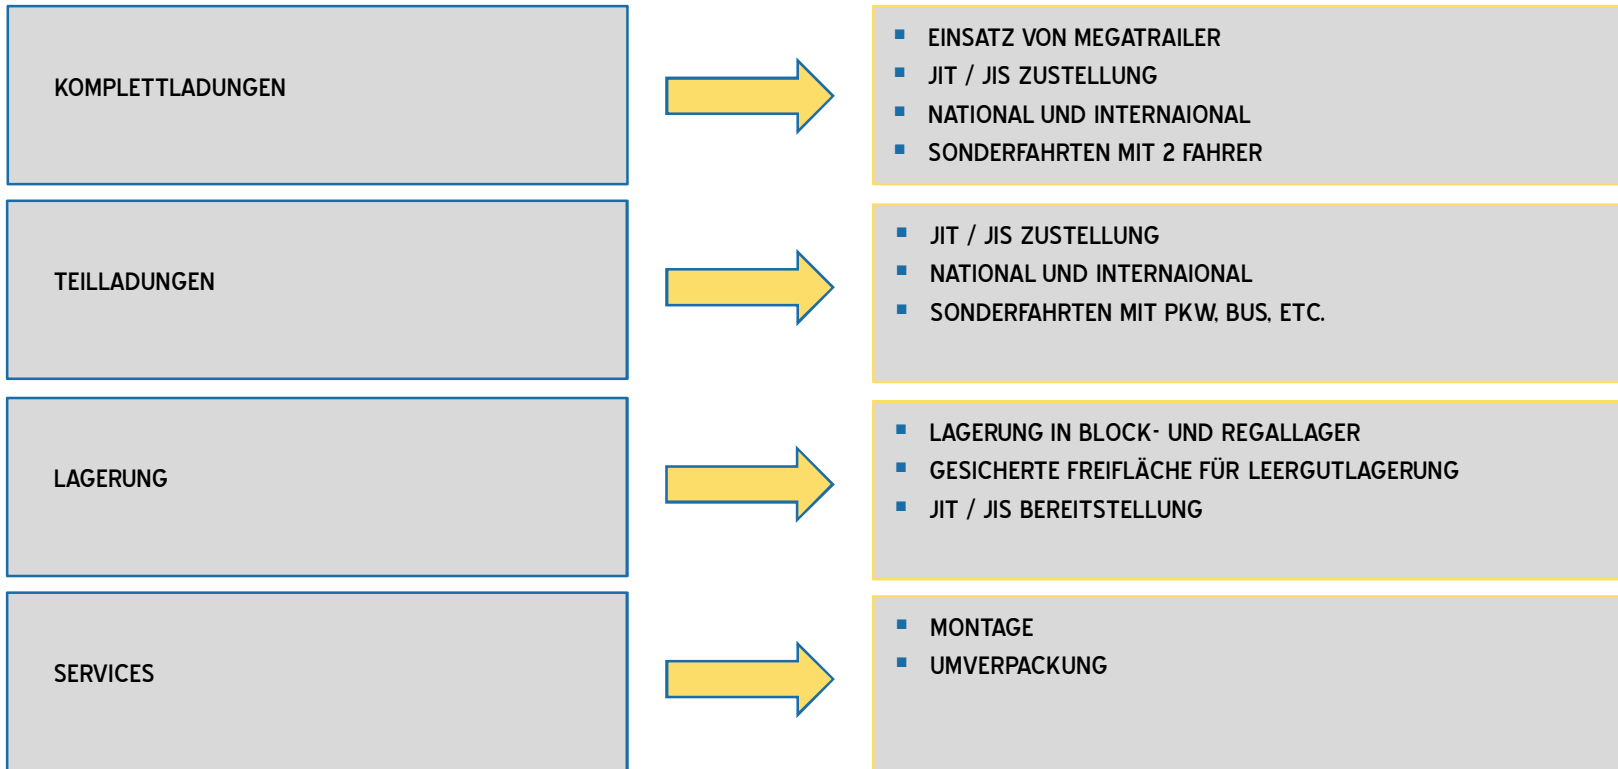 KOMPLETTLADUNGEN
EINSATZ VON MEGATRAILER
JIT / JIS ZUSTELLUNG
NATIONAL UND INTERNAIONAL
SONDERFAHRTEN MIT 2 FAHRER
TEILLADUNGEN
JIT / JIS ZUSTELLUNG
NATIONAL UND INTERNAIONAL
SONDERFAHRTEN MIT PKW, BUS, ETC.
LAGERUNG
LAGERUNG IN BLOCK- UND REGALLAGER
GESICHERTE FREIFLÄCHE FÜR LEERGUTLAGERUNG
JIT / JIS BEREITSTELLUNG
SERVICES
MONTAGE
UMVERPACKUNG